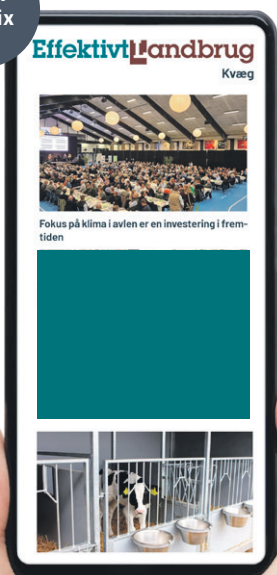 ix
EffektivtLandbrug
Kvæg
Fokus på klima i avlen er en investering i frem-
tiden